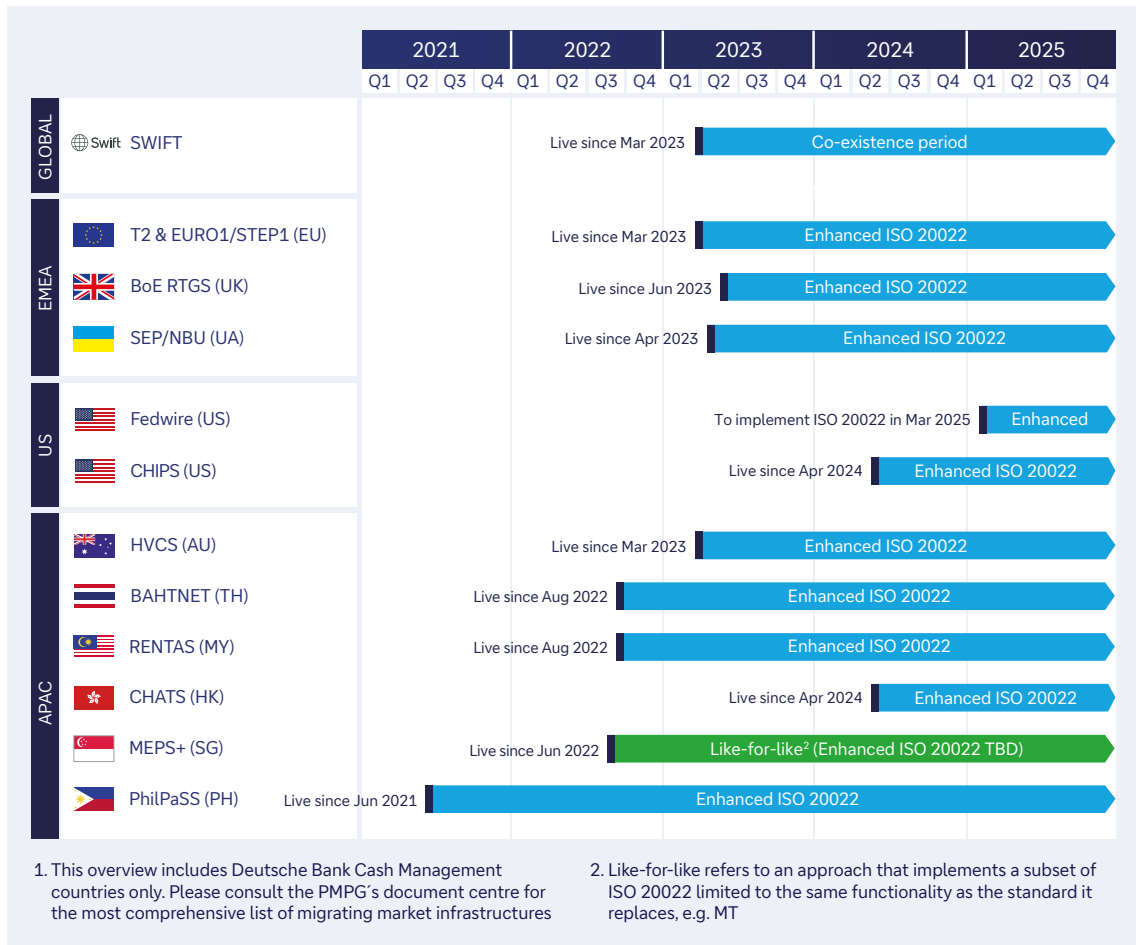 2021 2022 2023 2024 2025
Q1 Q2 Q3 Q4 Q1 Q2 Q3 Q4 Q1 Q2 Q3 Q4 Q1 Q2 Q3 Q4 Q1 Q2 Q3 Q4
GLOBAL
Swift SWIFT Live since Mar 2023 Co-existence period
EMEA
T2 & EURO1/STEP1 (EU) Live since Mar 2023 Enhanced ISO 20022
BoE RTGS (UK) Live since Jun 2023 Enhanced ISO 20022
SEP/NBU (UA) Live since Apr 2023 Enhanced ISO 20022
US
Fedwire (US) To implement ISO 20022 in Mar 2025 Enhanced
CHIPS (US) Live since Apr 2024 Enhanced ISO 20022
APAC
HVCS (AU) Live since Mar 2023 Enhanced ISO 20022
BAHTNET (TH) Live since Aug 2022 Enhanced ISO 20022
RENTAS (MY) Live since Aug 2022 Enhanced ISO 20022
CHATS (HK) Live since Apr 2024 Enhanced ISO 20022
MEPS+ (SG) Live since Jun 2022 Like-for-like² (Enhanced ISO 20022 TBD)
PhilPaSS (PH) Live since Jun 2021 Enhanced ISO 20022
1. This overview includes Deutsche Bank Cash Management
countries only. Please consult the PMPG´s document centre for
the most comprehensive list of migrating market infrastructures
2. Like-for-like refers to an approach that implements a subset of
ISO 20022 limited to the same functionality as the standard it
replaces, e.g. MT